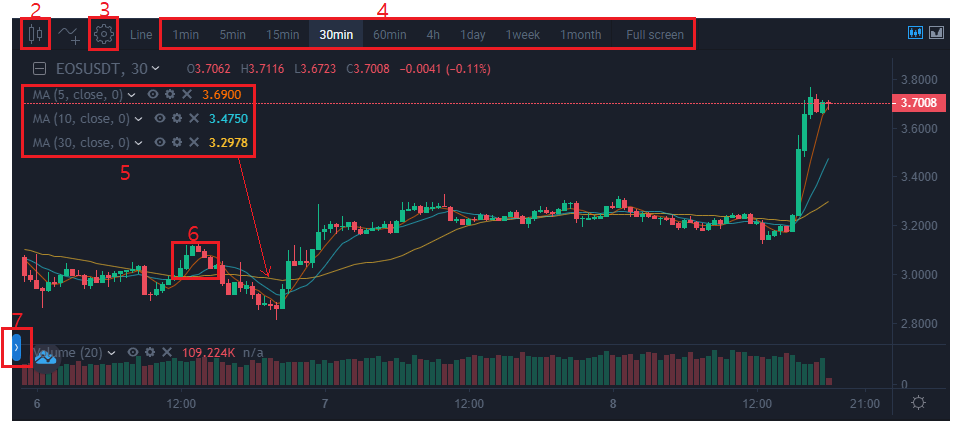 2 3 4
Line 1min 5min 15min 30min 60min 4h 1day 1week 1month Full screen
EOSUSDT, 30 O3.7062 H3.7116 L3.6723 C3.7008 −0.0041 (−0.11%)
3.8000
MA (5, close, 0) 3.6900
3.7008
MA (10, close, 0) 3.4750
3.6000
MA (30, close, 0) 3.2978
5
3.4000
3.2000
6
3.0000
7
2.8000
Volume (20) 109.224K n/a
0
6 12:00 7 12:00 8 12:00 21:00